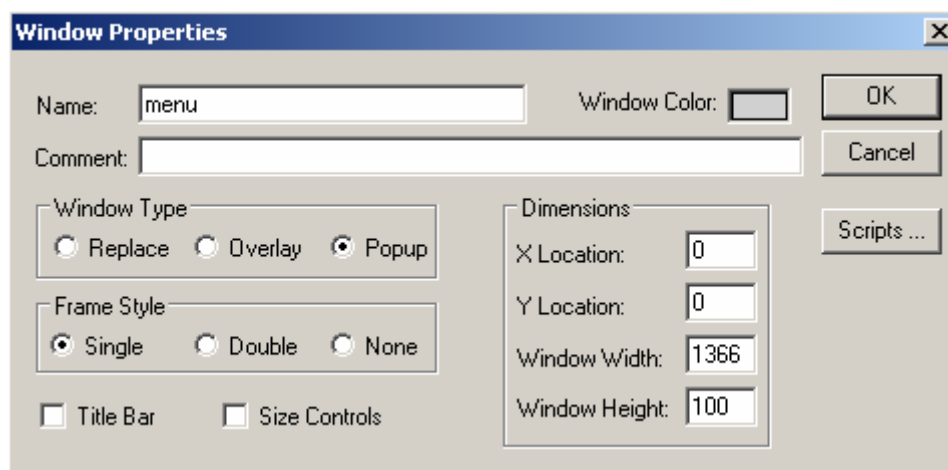 Window Properties
Name: menu Window Color: OK
Comment: Cancel
Window Type Dimensions Scripts ...
Replace Overlay Popup X Location: 0
Frame Style Y Location: 0
Single Double None Window Width: 1366
Title Bar Size Controls Window Height: 100